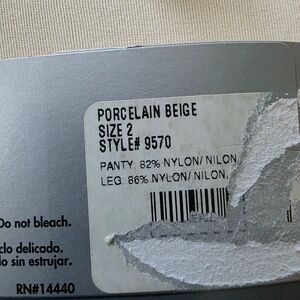 PORCELAIN BEIGE
SIZE 2
STYLE# 9570
PANTY: 82% NYLON/ NILON
LEG: 86% NYLON/ NILON,
Do not bleach.
clo delicado.
o sin estrujar.
RN#14440